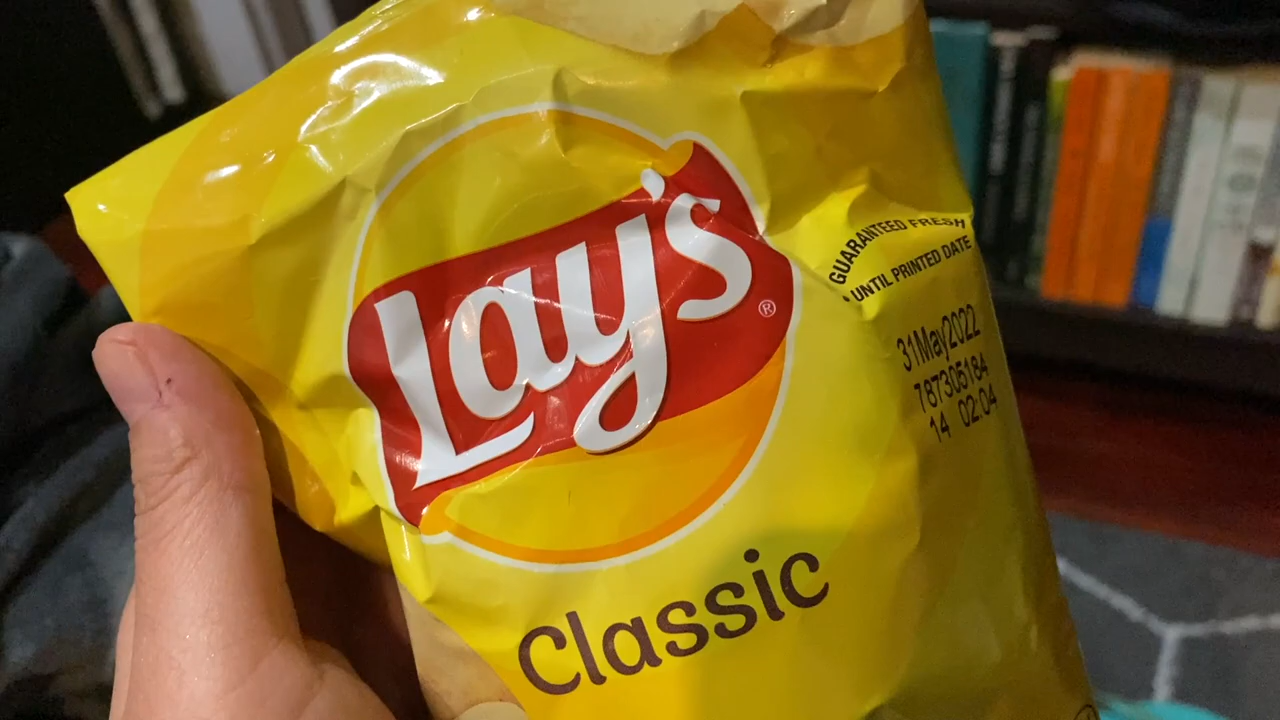 Lay's
®
GUARANTEED FRESH
UNTIL PRINTED DATE
31May2022
787305184
14 02:04
Classic